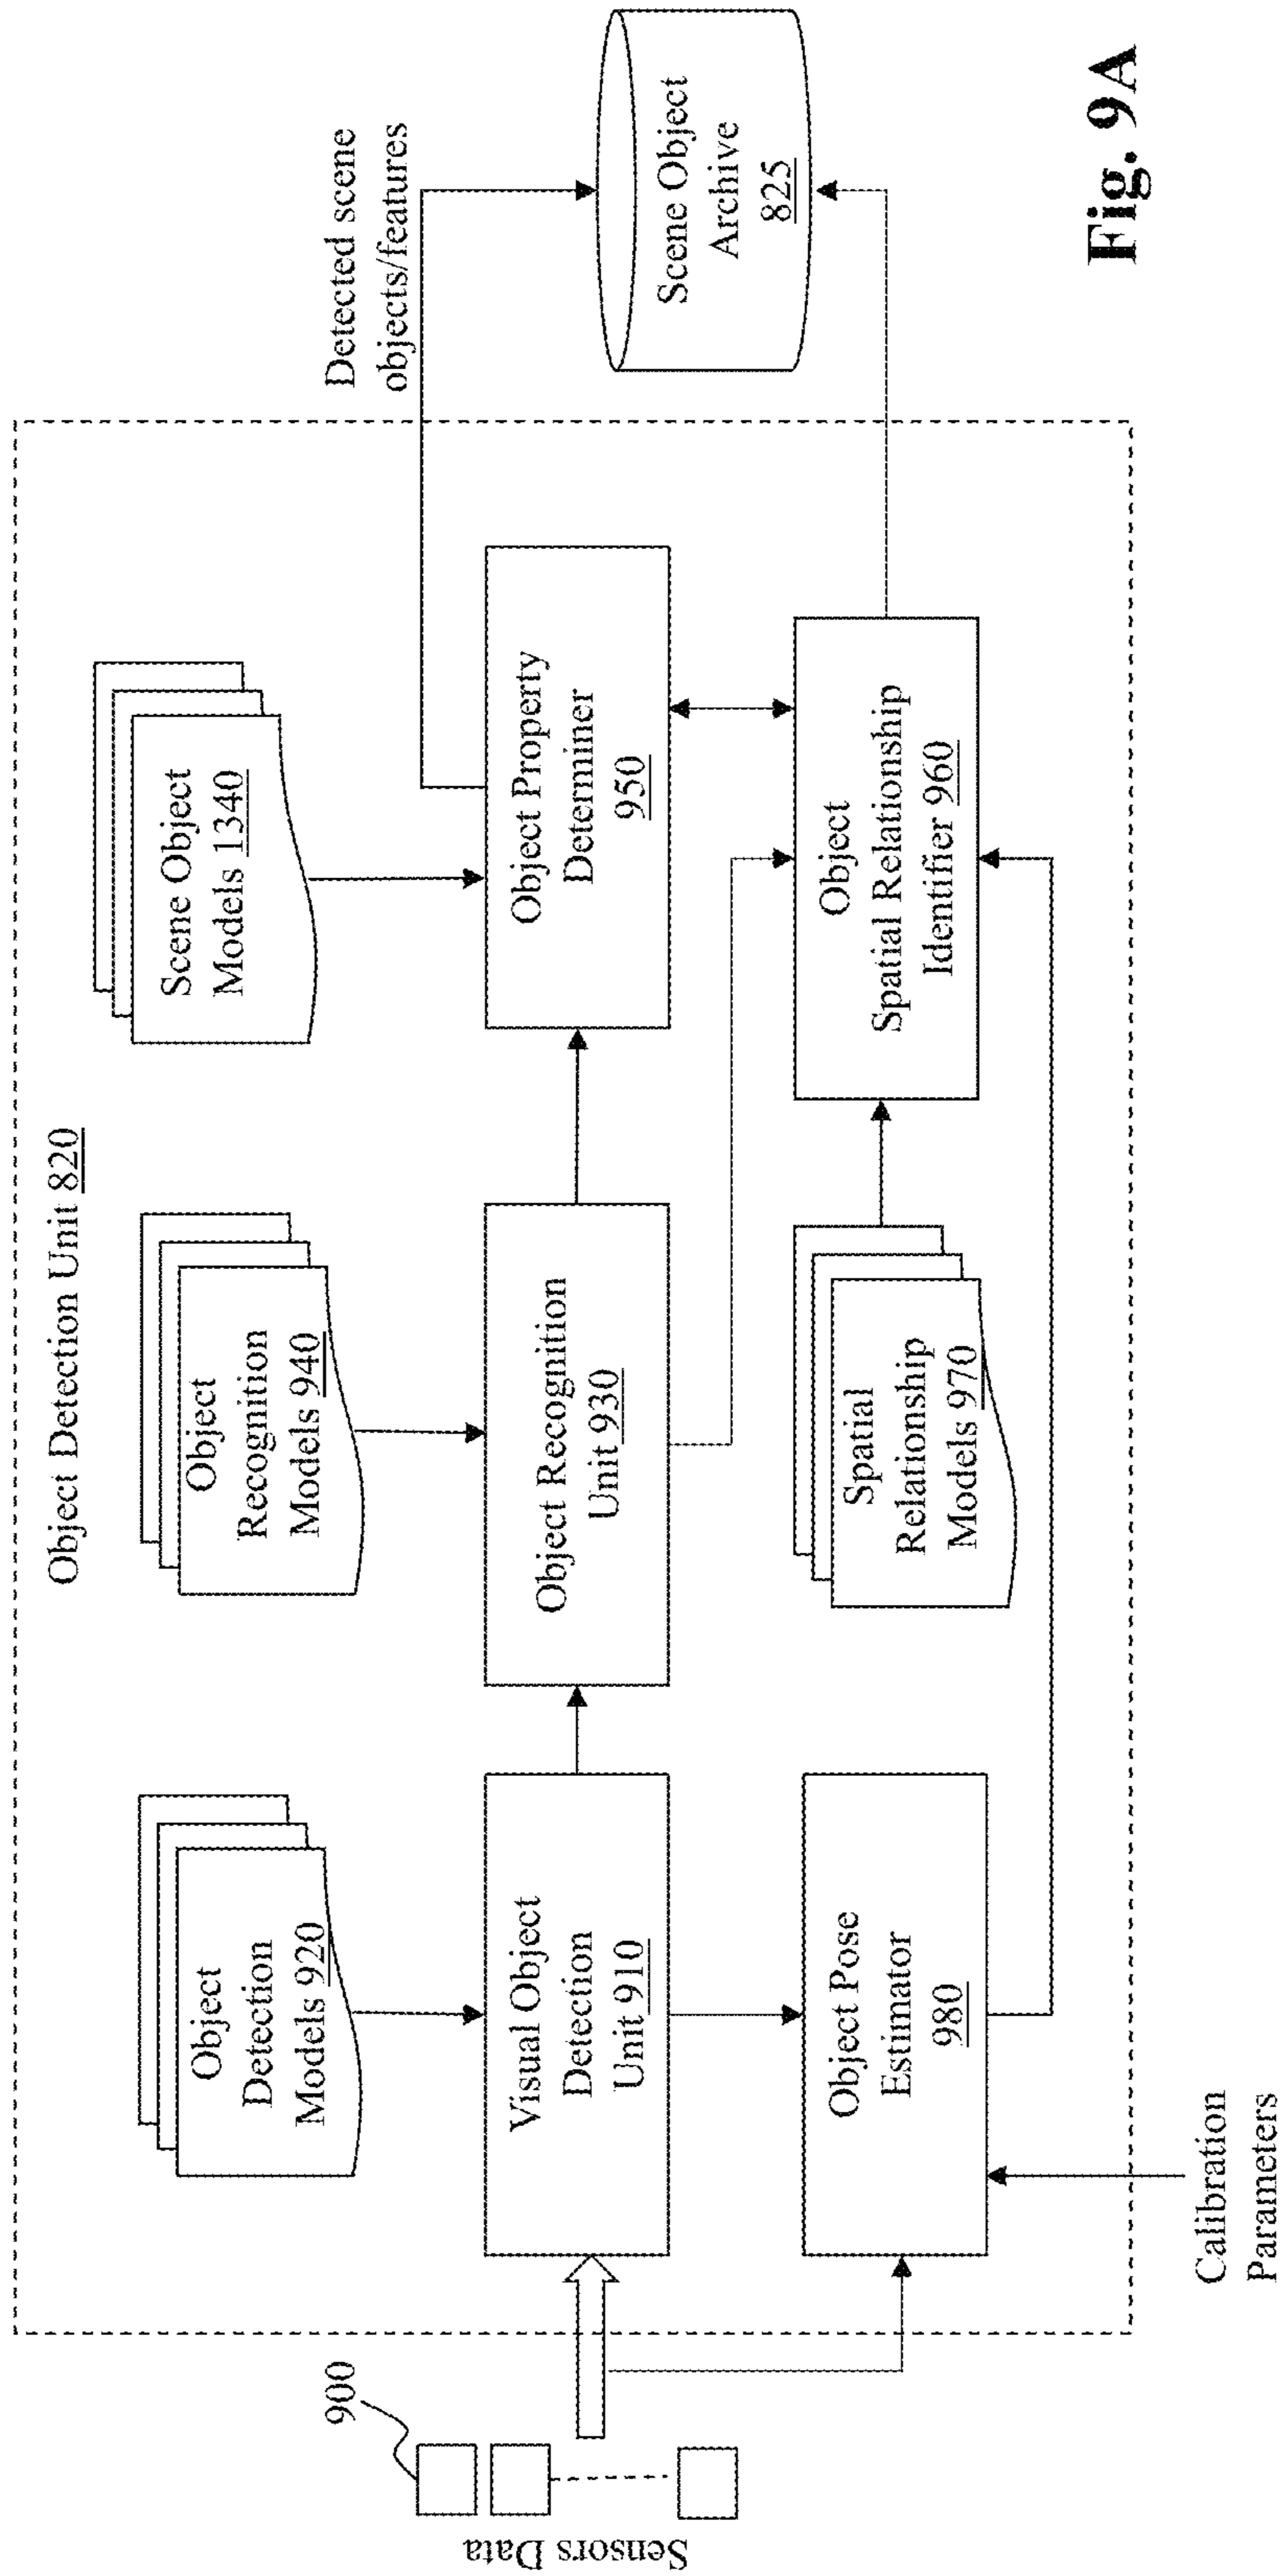 Object Detection Unit 820
Object
Detection
Models 920
Object
Recognition
Models 940
Scene Object
Models 1340
Detected scene
objects/features
900
Sensors Data
Visual Object
Detection
Unit 910
Object Recognition
Unit 930
Object Property
Determiner
950
Scene Object
Archive
825
Object Pose
Estimator
980
Spatial
Relationship
Models 970
Object
Spatial Relationship
Identifier 960
Calibration
Parameters
Fig. 9A